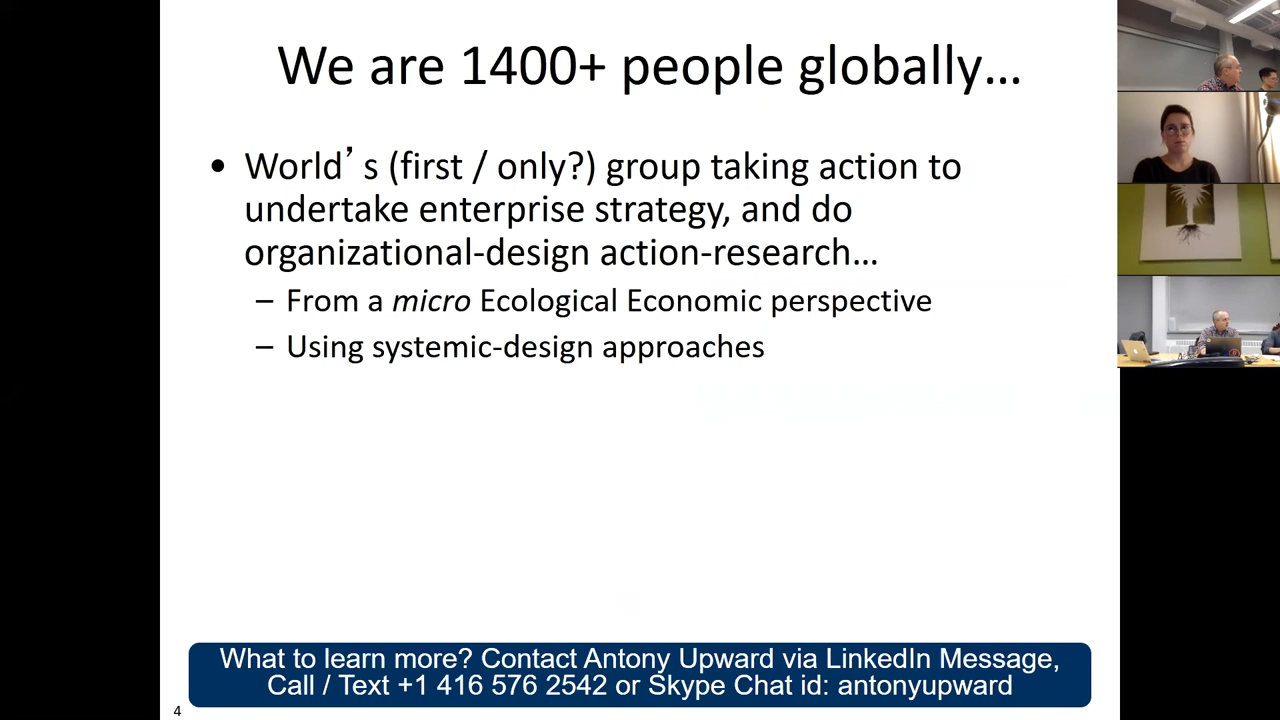 We are 1400+ people globally…
• World’s (first / only?) group taking action to
undertake enterprise strategy, and do
organizational-design action-research…
– From a micro Ecological Economic perspective
– Using systemic-design approaches
What to learn more? Contact Antony Upward via LinkedIn Message,
Call / Text +1 416 576 2542 or Skype Chat id: antonyupward
4